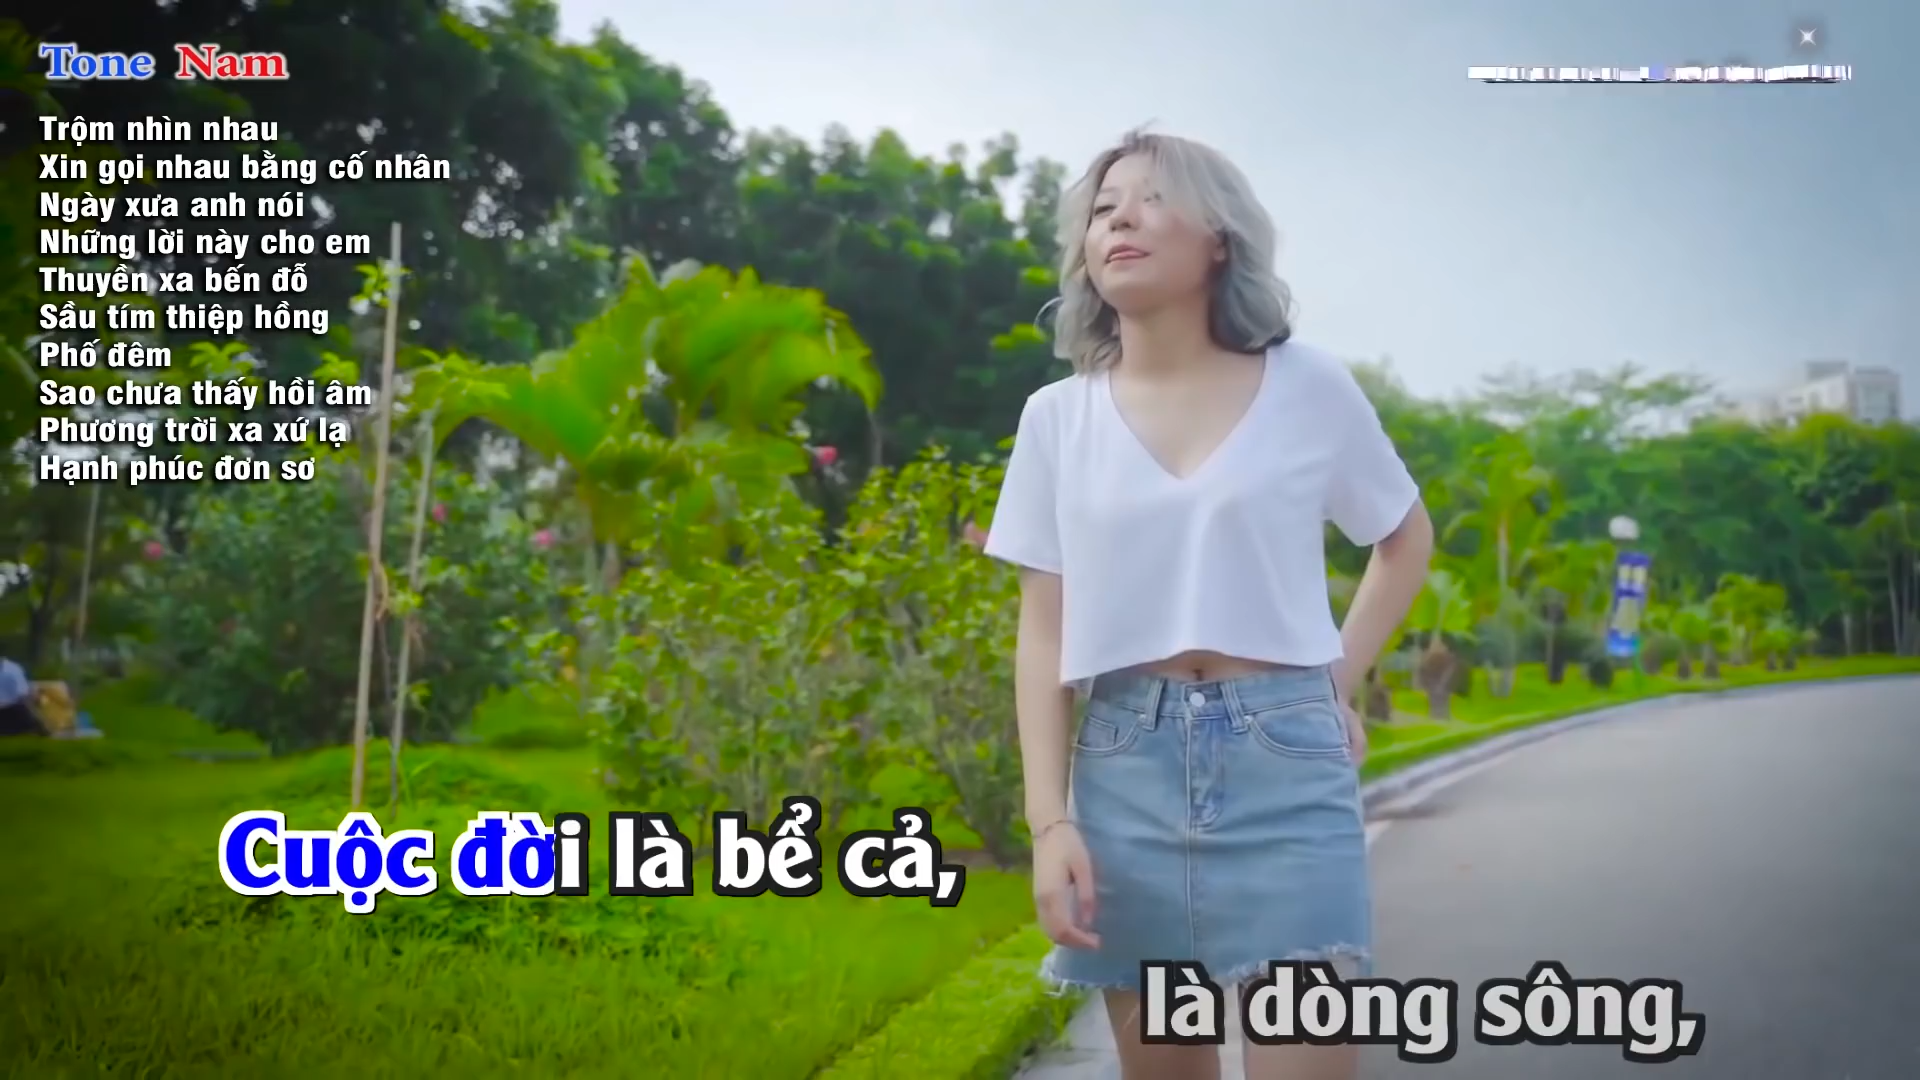 Tone Nam
Trộm nhìn nhau
Xin gọi nhau bằng cố nhân
Ngày xưa anh nói
Những lời này cho em
Thuyền xa bến đỗ
Sầu tím thiệp hồng
Phố đêm
Sao chưa thấy hồi âm
Phương trời xa xứ lạ
Hạnh phúc đơn sơ
Cuộc đời là bể cả,
là dòng sông,